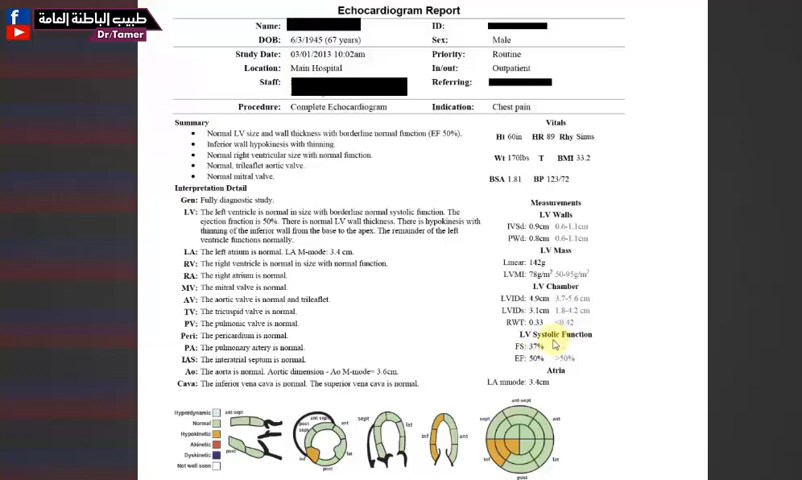 طبيب الباطنة العامة
Dr/Tamer
Echocardiogram Report
Name:
ID:
DOB: 6/3/1945 (67 years)
Sex: Male
Study Date: 03/01/2013 10:02am
Priority: Routine
Location: Main Hospital
In/out: Outpatient
Staff:
Referring:
Procedure: Complete Echocardiogram
Indication: Chest pain
Summary
• Normal LV size and wall thickness with borderline normal function (EF 50%).
• Inferior wall hypokinesis with thinning.
• Normal right ventricular size with normal function.
• Normal, trileaflet aortic valve.
• Normal mitral valve.
Interpretation Detail
Gen: Fully diagnostic study.
LV: The left ventricle is normal in size with borderline normal systolic function. The
ejection fraction is 50%. There is normal LV wall thickness. There is hypokinesis with
thinning of the inferior wall from the base to the apex. The remainder of the left
ventricle functions normally.
LA: The left atrium is normal. LA M-mode: 3.4 cm.
RV: The right ventricle is normal in size with normal function.
RA: The right atrium is normal.
MV: The mitral valve is normal.
AV: The aortic valve is normal and trileaflet.
TV: The tricuspid valve is normal.
PV: The pulmonic valve is normal.
Peri: The pericardium is normal.
PA: The pulmonary artery is normal.
IAS: The interatrial septum is normal.
Ao: The aorta is normal. Aortic dimension - Ao M-mode= 3.6cm.
Cava: The inferior vena cava is normal. The superior vena cava is normal.
Vitals
Ht 60in HR 89 Rhy Sinus
Wt 170lbs T BMI 33.2
BSA 1.81 BP 123/72
Measurements
LV Walls
IVSd: 0.9cm 0.6-1.1cm
PWd: 0.8cm 0.6-1.1cm
LV Mass
Linear: 142g
LVMI: 78g/m² 50-95g/m²
LV Chamber
LVIDd: 4.9cm 3.7-5.6 cm
LVIDs: 3.1cm 1.8-4.2 cm
RWT: 0.33 <0.42
LV Systolic Function
FS: 37%
EF: 50% >50%
Atria
LA mmode: 3.4cm
Hyperdynamic
Normal
Hypokinetic
Akinetic
Dyskinetic
Not well seen
ant-sept
post
ant sept
sept
ant
lat
post
inf
sept
lat
inf
ant
ant-sept
sept
ant
inf
lat
post